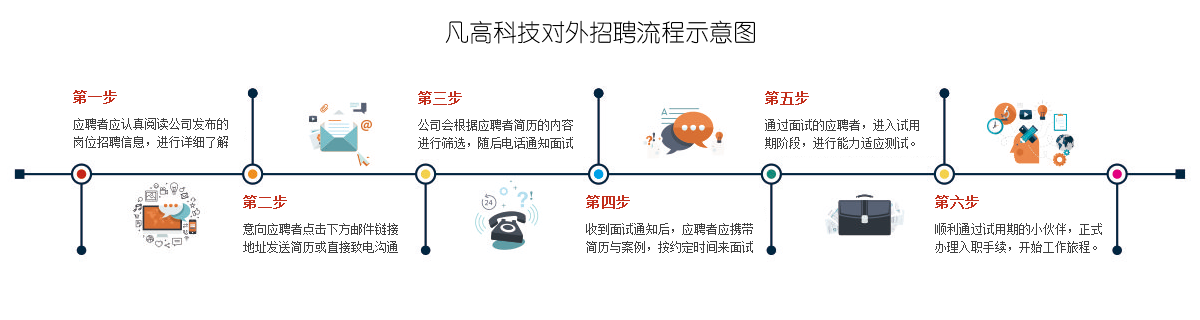 凡高科技对外招聘流程示意图
第一步
应聘者应认真阅读公司发布的
岗位招聘信息，进行详细了解
第二步
意向应聘者点击下方邮件链接
地址发送简历或直接致电沟通
第三步
公司会根据应聘者简历的内容
进行筛选，随后电话通知面试
24
第四步
收到面试通知后，应聘者应携带
简历与案例，按约定时间来面试
A
第五步
通过面试的应聘者，进入试用
期阶段，进行能力适应测试。
第六步
顺利通过试用期的小伙伴，正式
办理入职手续，开始工作旅程。